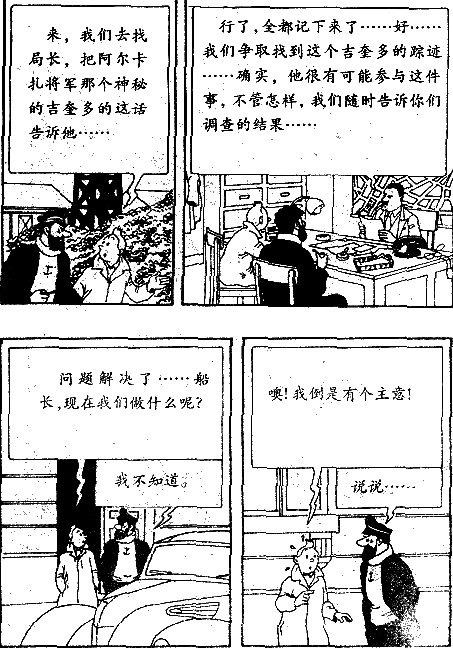 来，我们去找
局长，把阿尔卡
扎将军那个神秘
的吉奎多的这话
告诉他……
行了，全都记下来了……好……
我们争取找到这个吉奎多的踪迹
……确实，他很有可能参与这件
事，不管怎样，我们随时告诉你们
调查的结果……
问题解决了……船
长，现在我们做什么呢？
我不知道。
噢！我倒是有个主意！
说说……